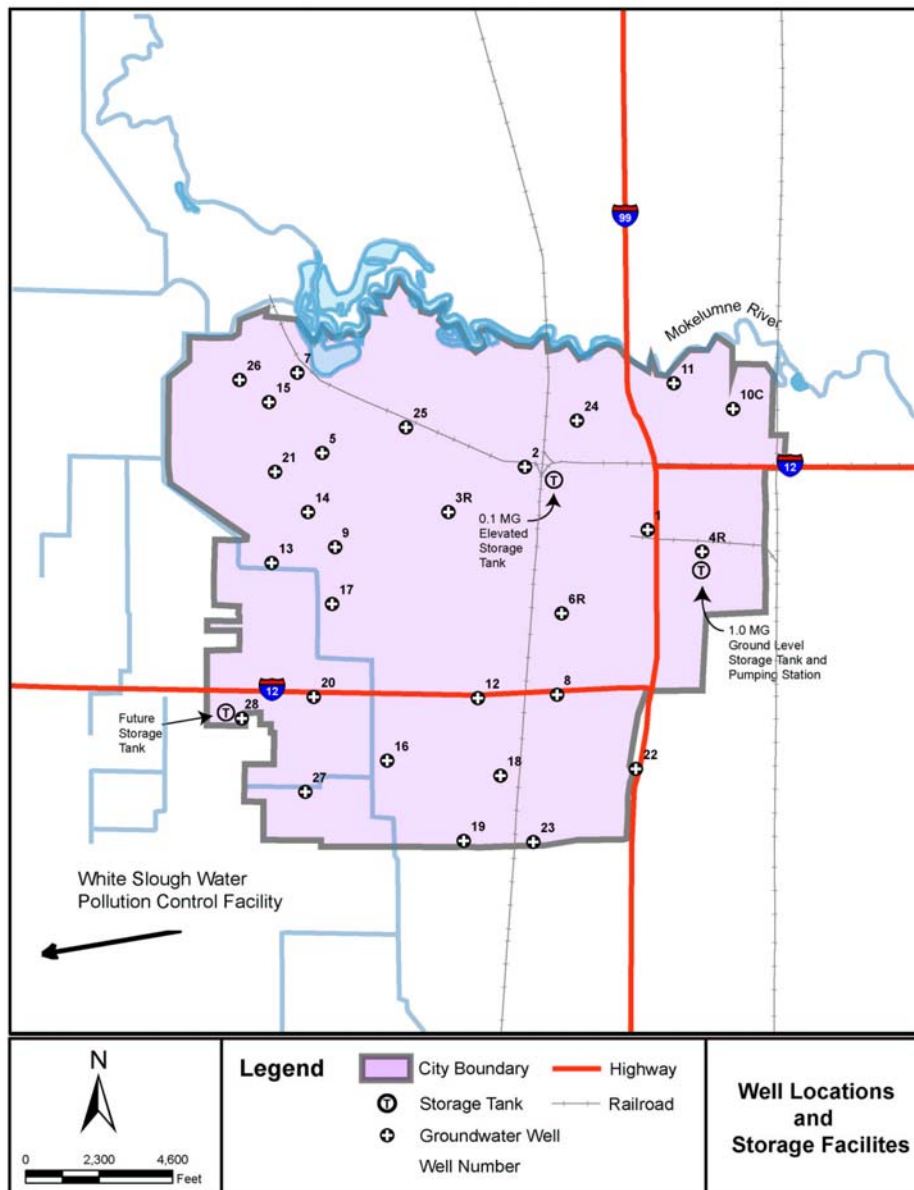 99
Mokelumne River
7
26
11
15
10C
24
25
5
2
12
21
3R
14
0.1 MG
Elevated
Storage
Tank
1
9
4R
13
17
6R
1.0 MG
Ground Level
Storage Tank and
Pumping Station
12
20
12
8
28
Future
Storage
Tank
16
18
22
27
19
23
White Slough Water
Pollution Control Facility
T
T
T
N
0 2,300 4,600
Feet
Legend
City Boundary
Highway
T Storage Tank
Railroad
Groundwater Well
Well Number
Well Locations
and
Storage Facilites